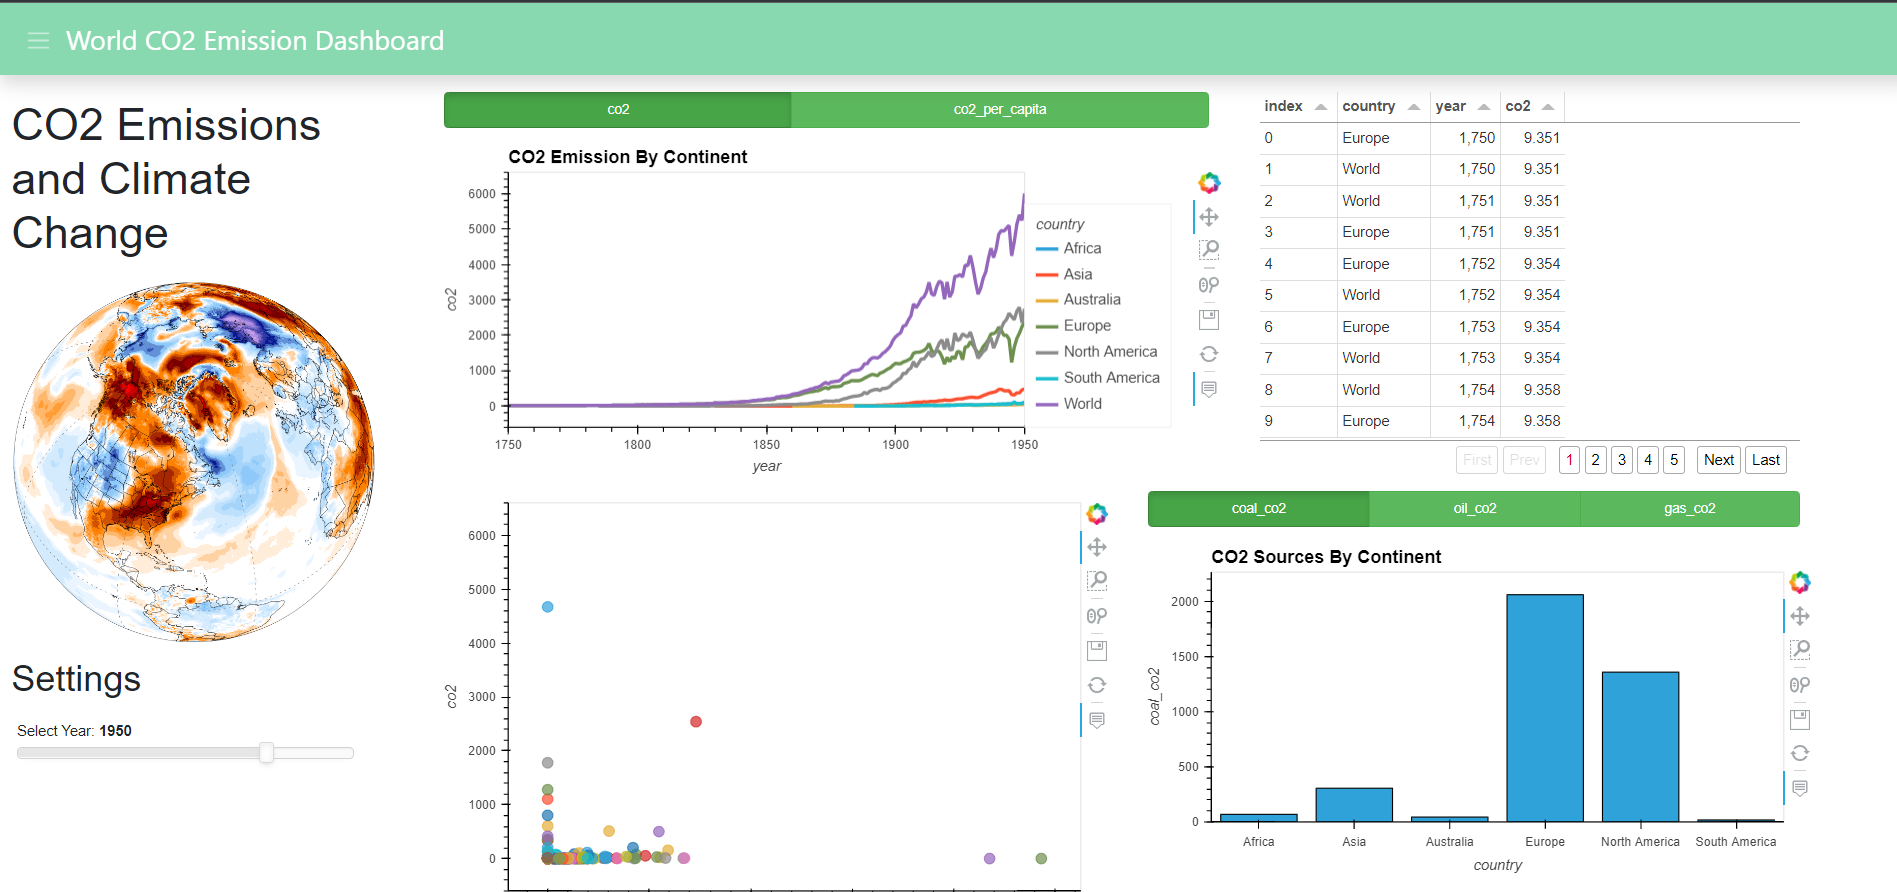 World CO2 Emission Dashboard
CO2 Emissions
and Climate
Change
Settings
Select Year: 1950
co2
co2_per_capita
CO2 Emission By Continent
co2
6000
5000
4000
3000
2000
1000
0
1750
1800
1850
1900
1950
year
country
Africa
Asia
Australia
Europe
North America
South America
World
index country year co2
0 Europe 1,750 9.351
1 World 1,750 9.351
2 World 1,751 9.351
3 Europe 1,751 9.351
4 Europe 1,752 9.354
5 World 1,752 9.354
6 Europe 1,753 9.354
7 World 1,753 9.354
8 World 1,754 9.358
9 Europe 1,754 9.358
First Prev 1 2 3 4 5 Next Last
co2
6000
5000
4000
3000
2000
1000
0
coal_co2
oil_co2
gas_co2
CO2 Sources By Continent
coal_co2
2000
1500
1000
500
0
Africa
Asia
Australia
Europe
North America
South America
country